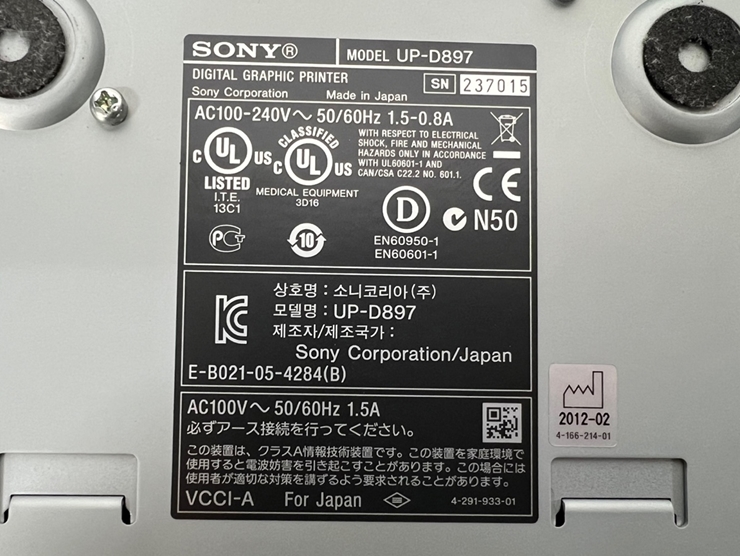 SONY® MODEL UP-D897
DIGITAL GRAPHIC PRINTER
Sony Corporation Made in Japan
SN 237015
AC100-240V～ 50/60Hz 1.5-0.8A
C UL US
LISTED
I.T.E.
13C1
CLASSIFIED
C UL US
MEDICAL EQUIPMENT
3D16
WITH RESPECT TO ELECTRICAL
SHOCK, FIRE AND MECHANICAL
HAZARDS ONLY IN ACCORDANCE
WITH UL60601-1 AND
CAN/CSA C22.2 NO. 601.1.
CE
D
EN60950-1
EN60601-1
N50
10
상호명 : 소니코리아 (주)
모델명 : UP-D897
제조자/제조국가 :
Sony Corporation/Japan
E-B021-05-4284(B)
AC100V～ 50/60Hz 1.5A
必ずアース接続を行ってください。
この装置は、クラスA情報技術装置です。この装置を家庭環境で
使用すると電波妨害を引き起こすことがあります。この場合には
使用者が適切な対策を講ずるよう要求されることがあります。
VCCI-A For Japan 4-291-933-01
2012-02
4-166-214-01